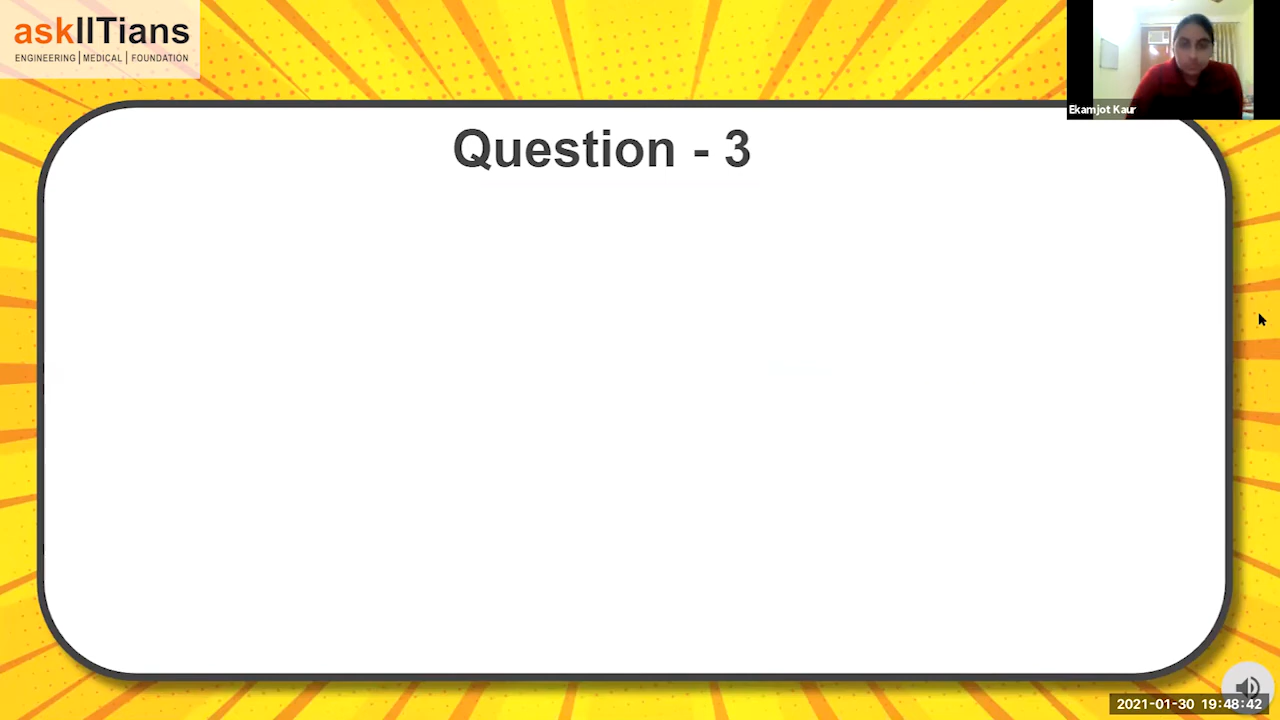 askIITians
ENGINEERING | MEDICAL | FOUNDATION
Ekamjot Kaur
Question - 3
2021-01-30 19:48:42